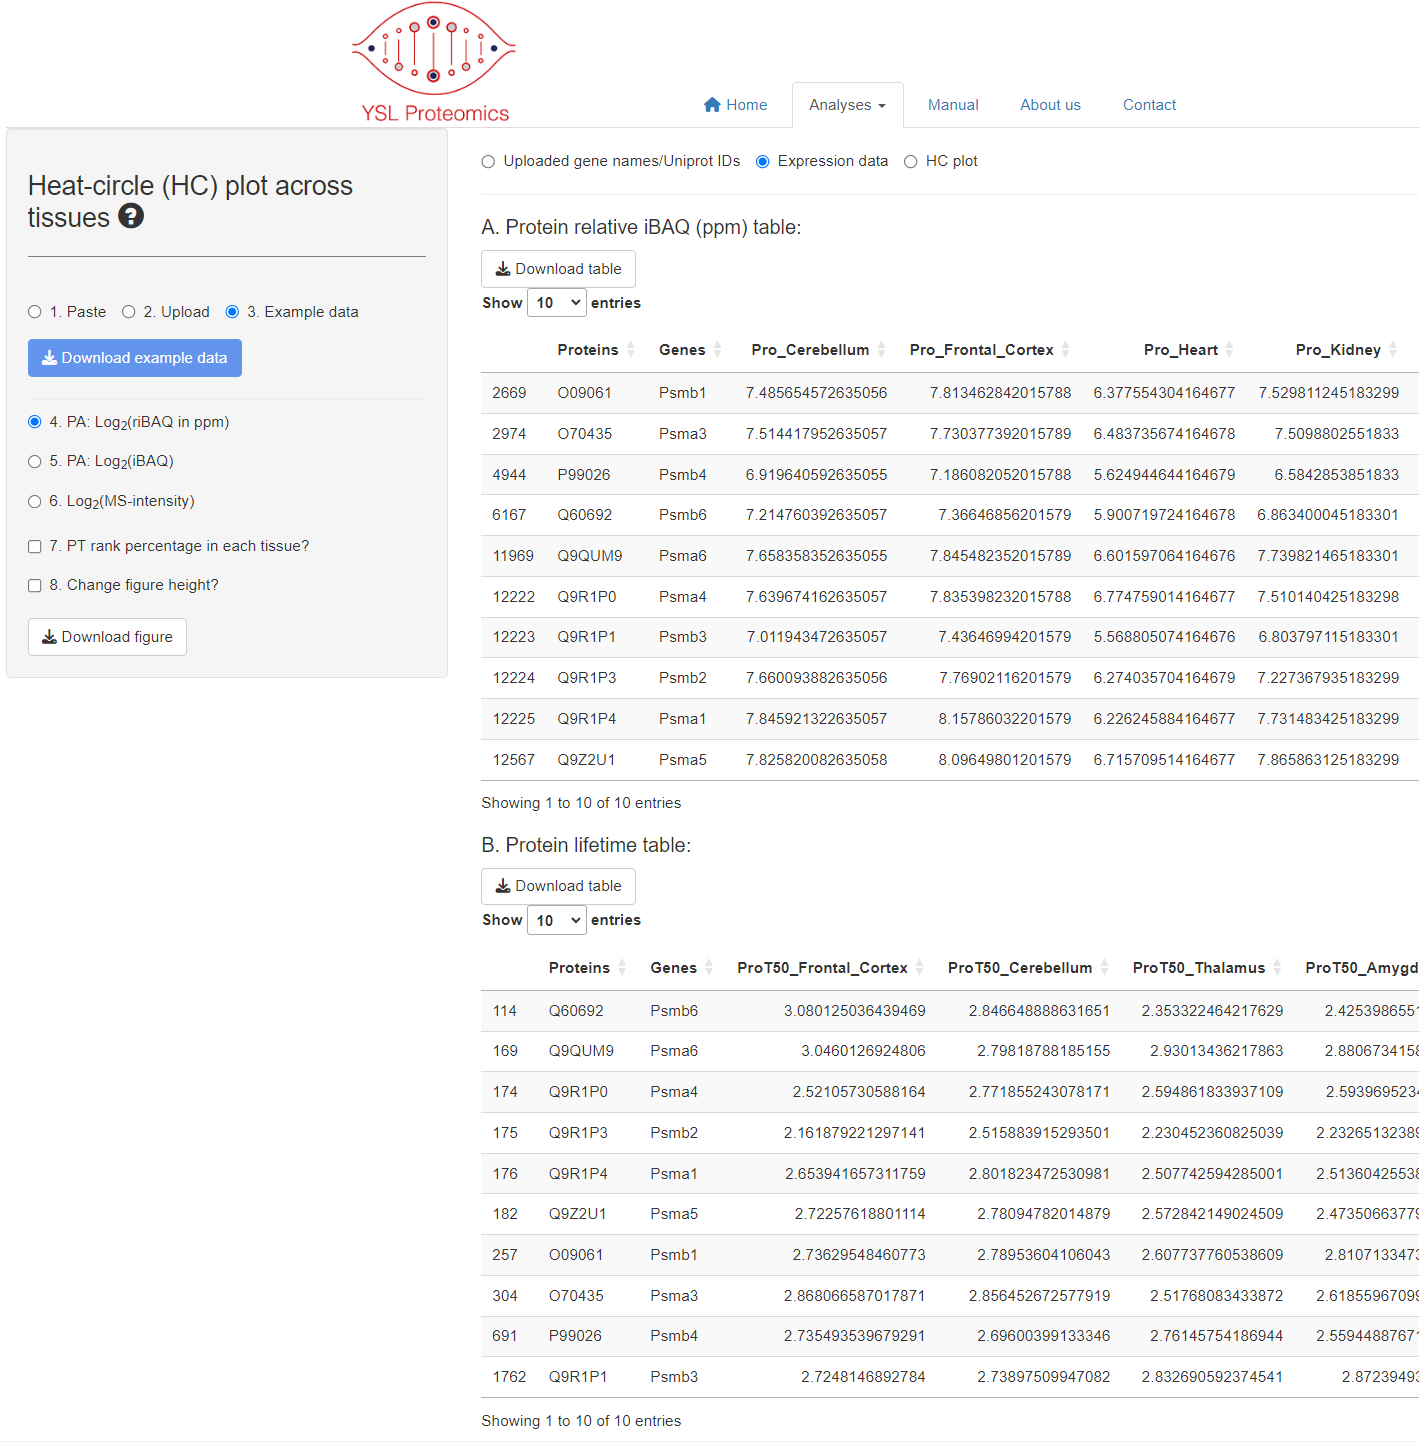 YSL Proteomics
Home Analyses About us Contact Manual
Heat-circle (HC) plot across
tissues ?
1. Paste 2. Upload 3. Example data
Download example data
4. PA: Log2(riBAQ in ppm)
5. PA: Log2(iBAQ)
6. Log2(MS-intensity)
7. PT rank percentage in each tissue?
8. Change figure height?
Download figure
Uploaded gene names/Uniprot IDs Expression data HC plot
A. Protein relative iBAQ (ppm) table:
Download table
Show 10 entries
Proteins Genes Pro_Cerebellum Pro_Frontal_Cortex Pro_Heart Pro_Kidney
2669 O09061 Psmb1 7.485654572635056 7.813462842015788 6.377554304164677 7.529811245183299
2974 O70435 Psma3 7.514417952635057 7.730377392015789 6.483735674164678 7.5098802551833
4944 P99026 Psmb4 6.919640592635055 7.186082052015788 5.624944644164679 6.5842853851833
6167 Q60692 Psmb6 7.214760392635057 7.36646856201579 5.900719724164678 6.863400045183301
11969 Q9QUM9 Psma6 7.658358352635055 7.845482352015789 6.601597064164676 7.739821465183301
12222 Q9R1P0 Psma4 7.639674162635057 7.835398232015788 6.774759014164677 7.510140425183298
12223 Q9R1P1 Psmb3 7.011943472635057 7.43646994201579 5.568805074164676 6.803797115183301
12224 Q9R1P3 Psmb2 7.660093882635056 7.76902116201579 6.274035704164679 7.227367935183299
12225 Q9R1P4 Psma1 7.845921322635057 8.15786032201579 6.226245884164677 7.731483425183299
12567 Q9Z2U1 Psma5 7.825820082635058 8.09649801201579 6.715709514164677 7.865863125183299
Showing 1 to 10 of 10 entries
B. Protein lifetime table:
Download table
Show 10 entries
Proteins Genes ProT50_Frontal_Cortex ProT50_Cerebellum ProT50_Thalamus ProT50_Amygd
114 Q60692 Psmb6 3.080125036439469 2.846648888631651 2.353322464217629 2.4253986551
169 Q9QUM9 Psma6 3.0460126924806 2.79818788185155 2.93013436217863 2.8806734158
174 Q9R1P0 Psma4 2.52105730588164 2.771855243078171 2.594861833937109 2.593969523
175 Q9R1P3 Psmb2 2.161879221297141 2.515883915293501 2.230452360825039 2.23265132389
176 Q9R1P4 Psma1 2.653941657311759 2.801823472530981 2.507742594285001 2.51360425538
182 Q9Z2U1 Psma5 2.72257618801114 2.78094782014879 2.572842149024509 2.47350663779
257 O09061 Psmb1 2.73629548460773 2.78953604106043 2.607737760538609 2.8107133473
304 O70435 Psma3 2.868066587017871 2.856452672577919 2.51768083433872 2.61855967099
691 P99026 Psmb4 2.735493539679291 2.69600399133346 2.76145754186944 2.55944887671
1762 Q9R1P1 Psmb3 2.7248146892784 2.73897509947082 2.832690592374541 2.8723949
Showing 1 to 10 of 10 entries